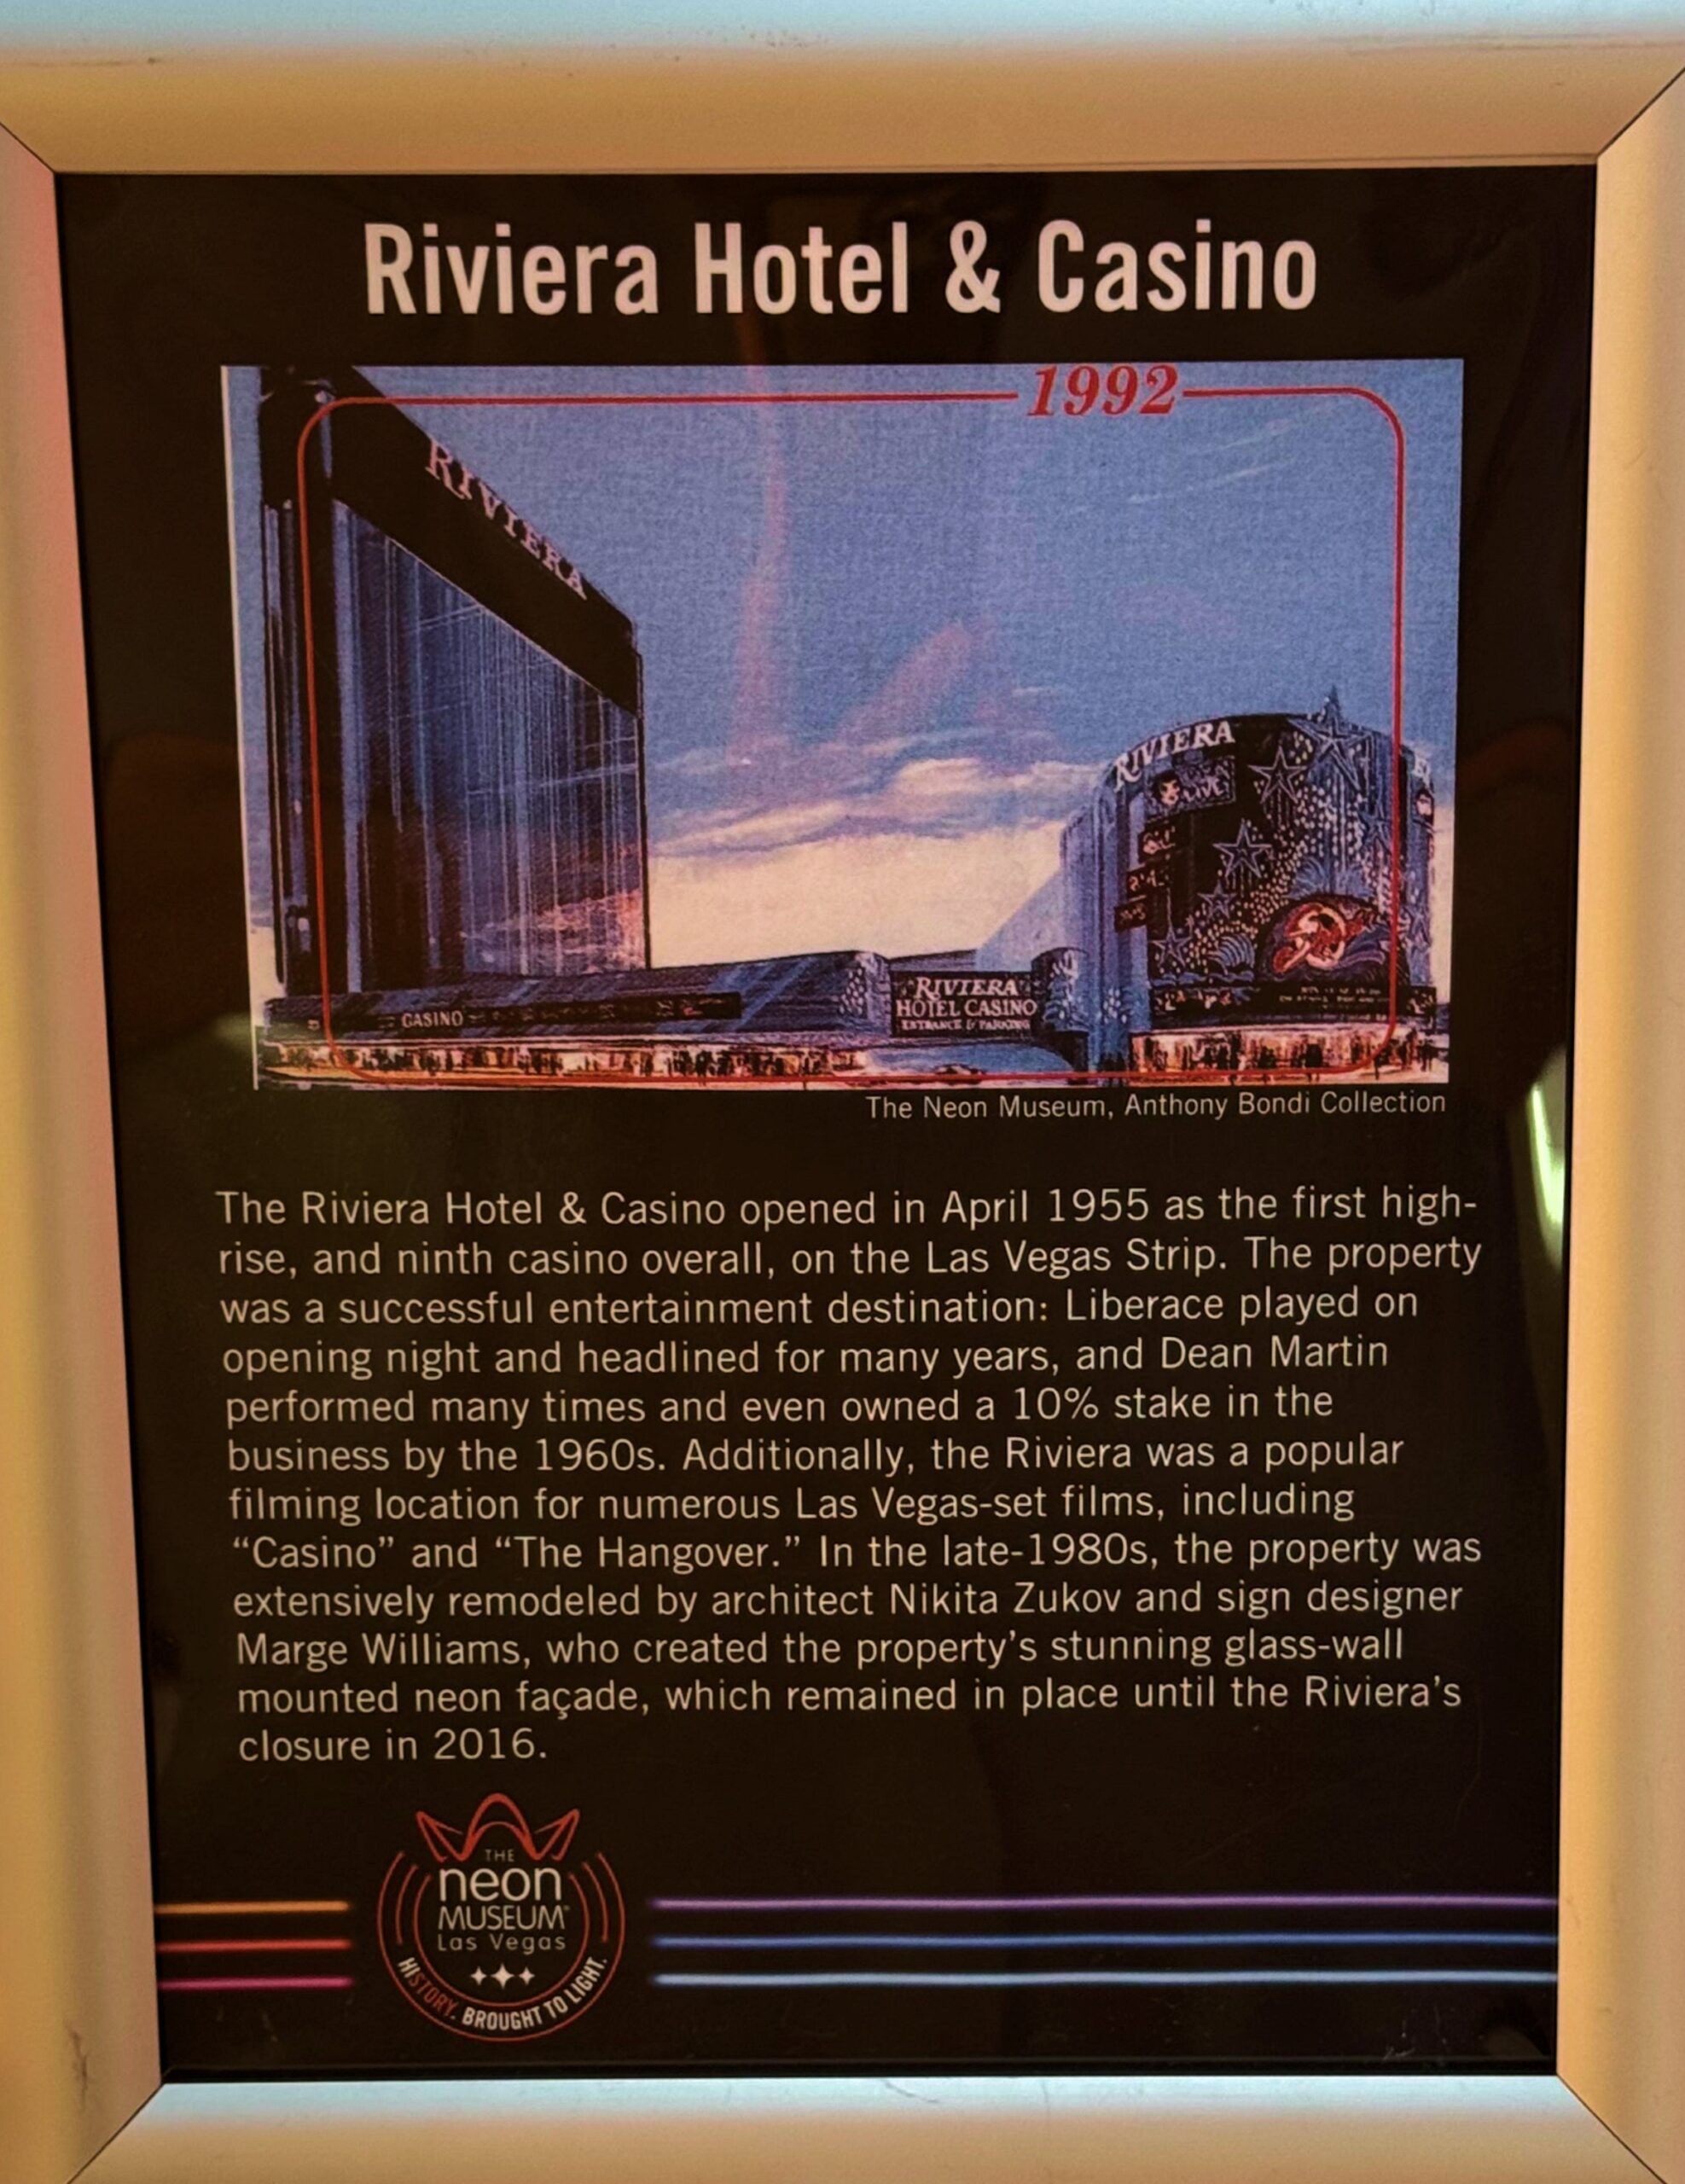 Riviera Hotel & Casino
1992
RIVIERA
RIVIERA
LIVE
RIVIERA
HOTEL CASINO
ENTRANCE & PARKING
CASINO
The Neon Museum, Anthony Bondi Collection
The Riviera Hotel & Casino opened in April 1955 as the first high-
rise, and ninth casino overall, on the Las Vegas Strip. The property
was a successful entertainment destination: Liberace played on
opening night and headlined for many years, and Dean Martin
performed many times and even owned a 10% stake in the
business by the 1960s. Additionally, the Riviera was a popular
filming location for numerous Las Vegas-set films, including
“Casino” and “The Hangover.” In the late-1980s, the property was
extensively remodeled by architect Nikita Zukov and sign designer
Marge Williams, who created the property’s stunning glass-wall
mounted neon façade, which remained in place until the Riviera’s
closure in 2016.
THE
neon
MUSEUM
Las Vegas
HISTORY. BROUGHT TO LIGHT.